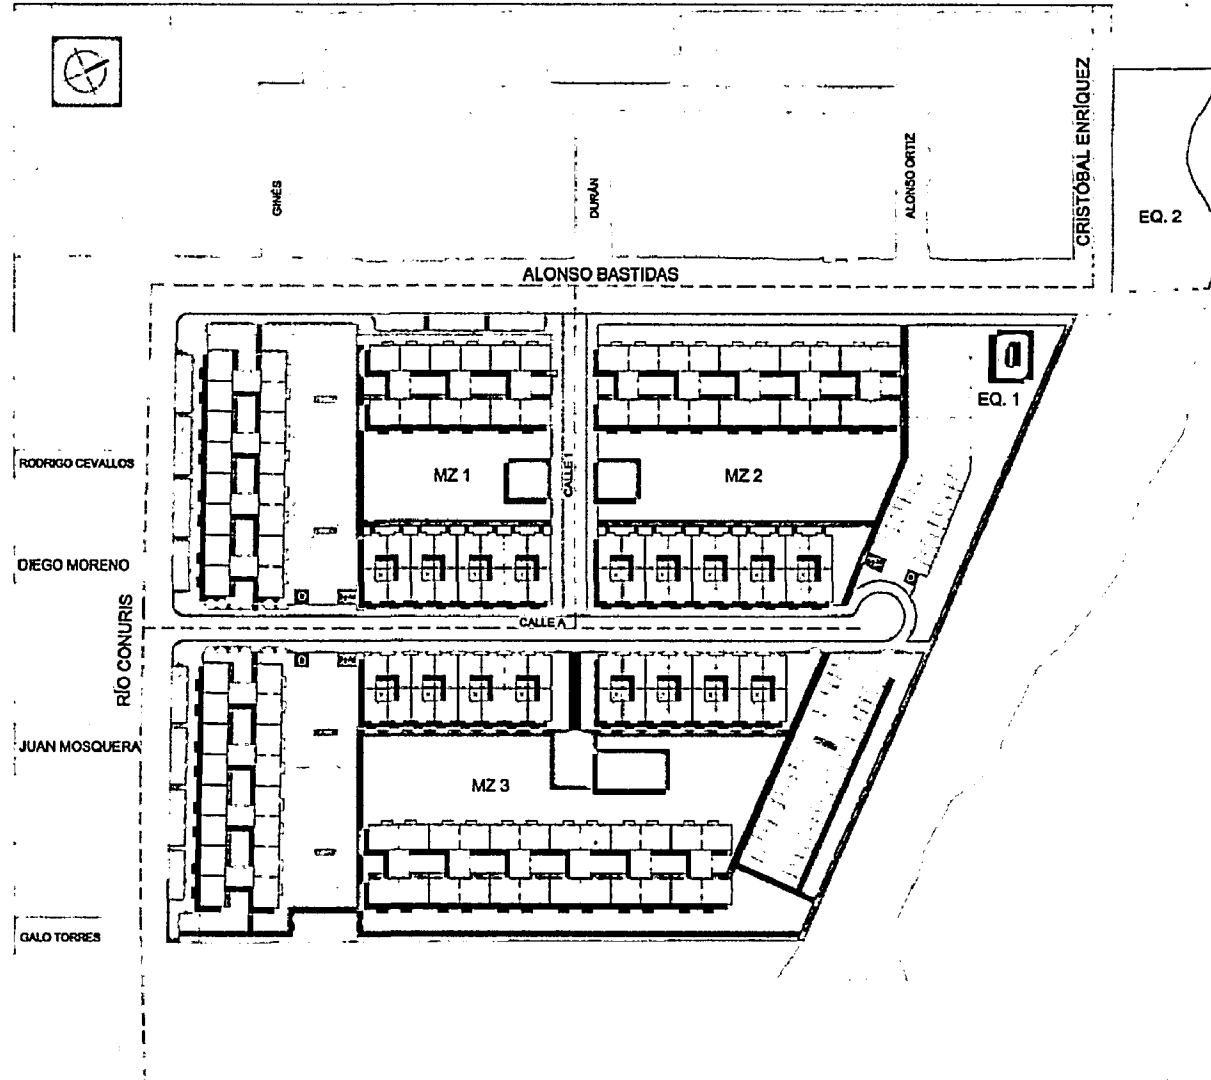 CRISTÓBAL ENRÍQUEZ
GINÉS
DURÁN
ALONSO ORTIZ
EQ. 2
ALONSO BASTIDAS
EQ. 1
RODRIGO CEVALLOS
MZ 1
CALLE 1
MZ 2
DIEGO MORENO
D
D
CALLE A
RÍO CONURIS
D
JUAN MOSQUERA
MZ 3
GALO TORRES